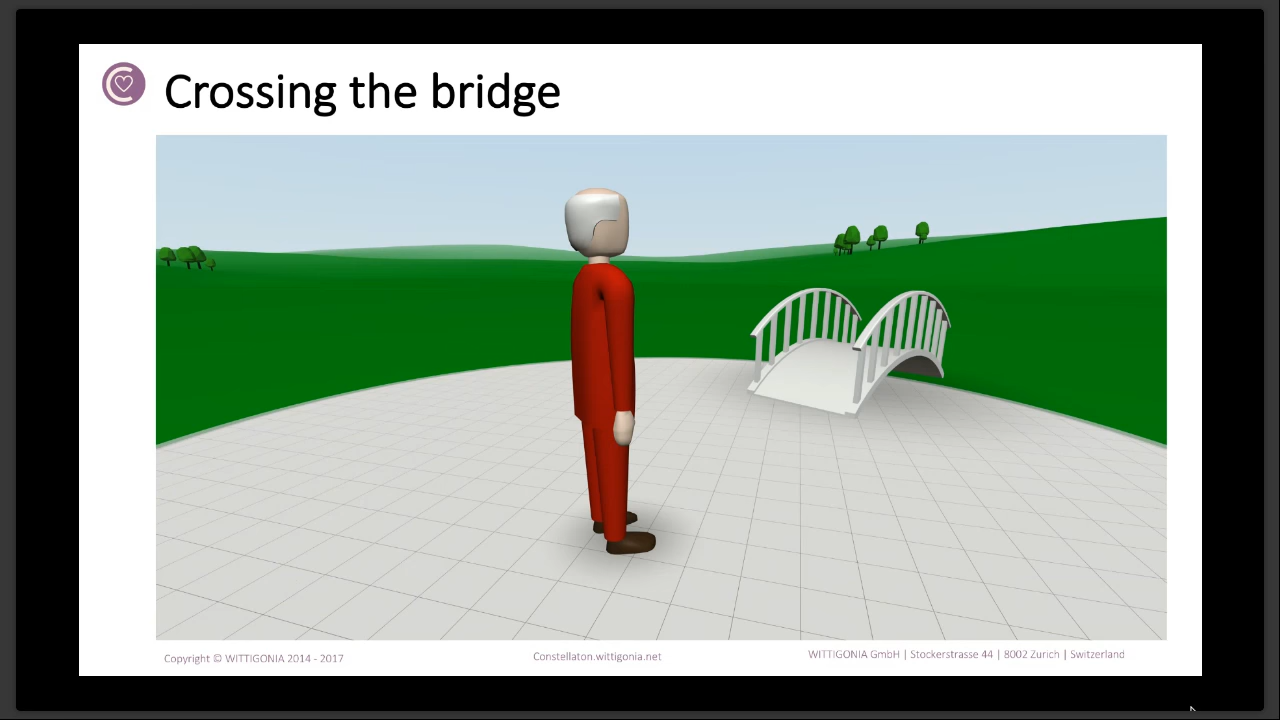 Crossing the bridge
Copyright © WITTIGONIA 2014 - 2017
Constellaton.wittigonia.net
WITTIGONIA GmbH | Stockerstrasse 44 | 8002 Zurich | Switzerland